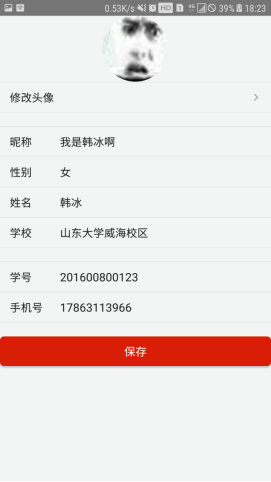 0.53K/s HD 1 4G 39% 18:23
修改头像
昵称 我是韩冰啊
性别 女
姓名 韩冰
学校 山东大学威海校区
学号 201600800123
手机号 17863113966
保存